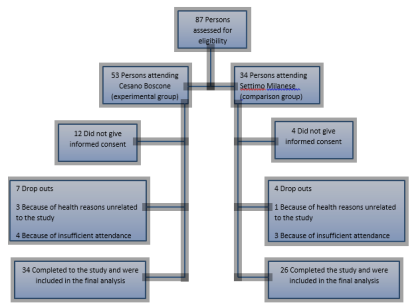 87 Persons
assessed for
eligibility
53 Persons attending
Cesano Boscone
(experimental group)
34 Persons attending
Settimo Milanese
(comparison group)
12 Did not give
informed consent
4 Did not give
informed consent
7 Drop outs
3 Because of health reasons unrelated
to the study
4 Because of insufficient attendance
4 Drop outs
1 Because of health reasons unrelated
to the study
3 Because of insufficient attendance
34 Completed to the study and were
included in the final analysis
26 Completed the study and were
included in the final analysis